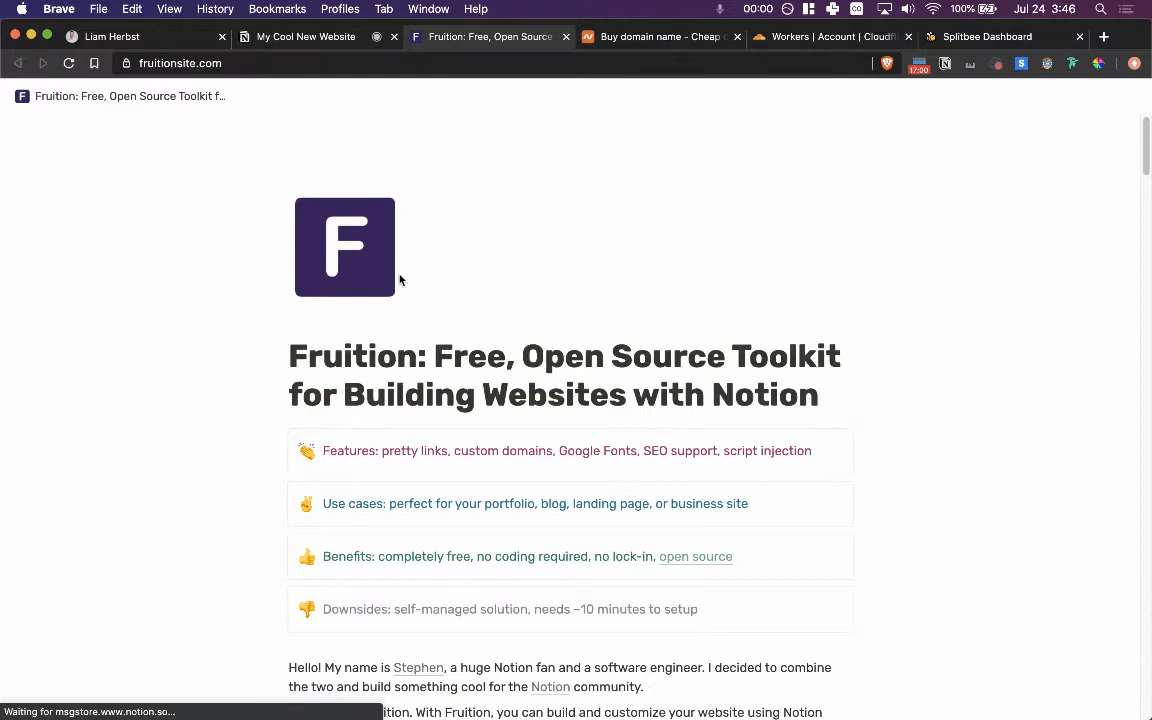 Brave File Edit View History Bookmarks Profiles Tab Window Help 00:00 100% Jul 24 3:46
Liam Herbst
My Cool New Website
Fruition: Free, Open Source
Buy domain name - Cheap
Workers | Account | Cloudfl
Splitbee Dashboard
fruitionsite.com
17:00
Fruition: Free, Open Source Toolkit f...
F
Fruition: Free, Open Source Toolkit
for Building Websites with Notion
Features: pretty links, custom domains, Google Fonts, SEO support, script injection
Use cases: perfect for your portfolio, blog, landing page, or business site
Benefits: completely free, no coding required, no lock-in, open source
Downsides: self-managed solution, needs ~10 minutes to setup
Hello! My name is Stephen, a huge Notion fan and a software engineer. I decided to combine
the two and build something cool for the Notion community.
Waiting for msgstore.www.notion.so...
ition. With Fruition, you can build and customize your website using Notion